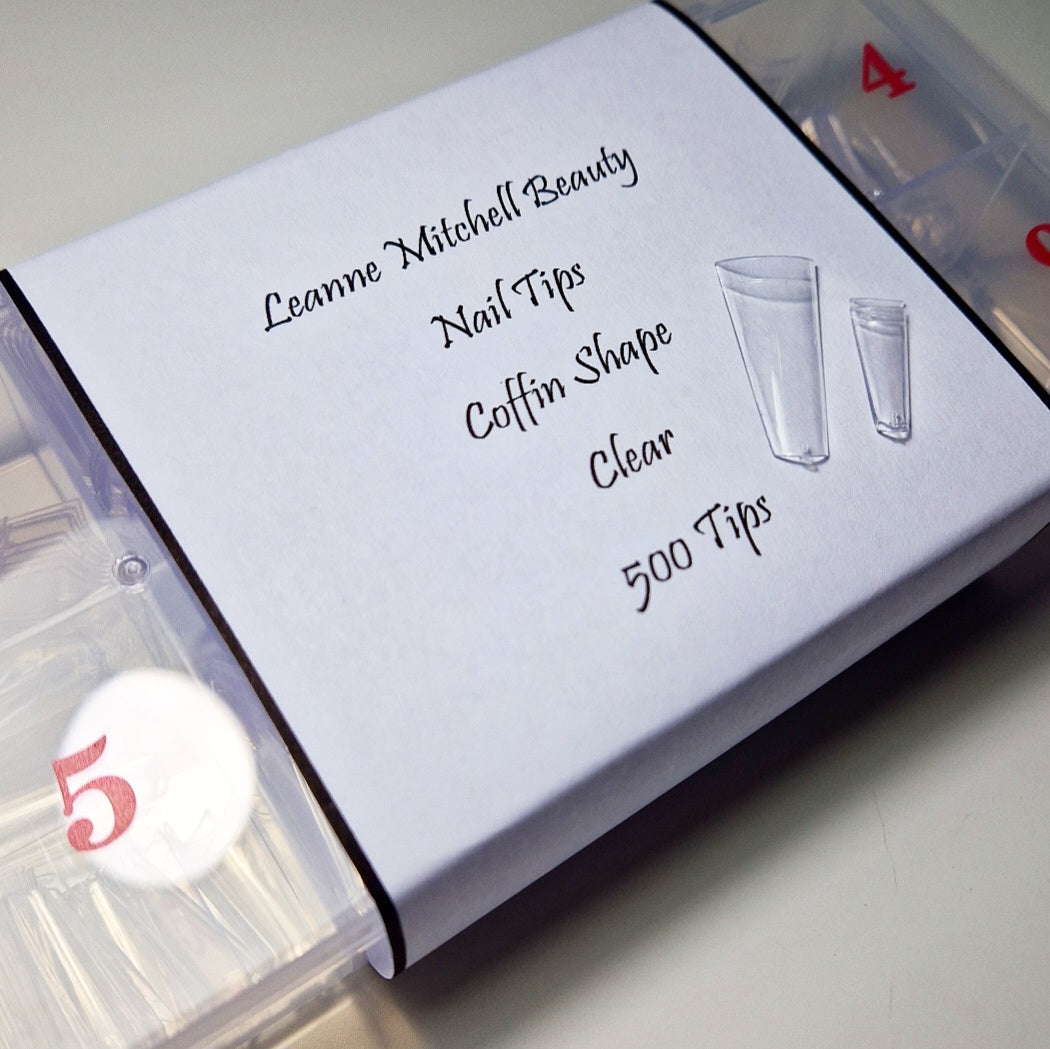 4
Leanne Mitchell Beauty
Nail Tips
Coffin Shape
Clear
500 Tips
5